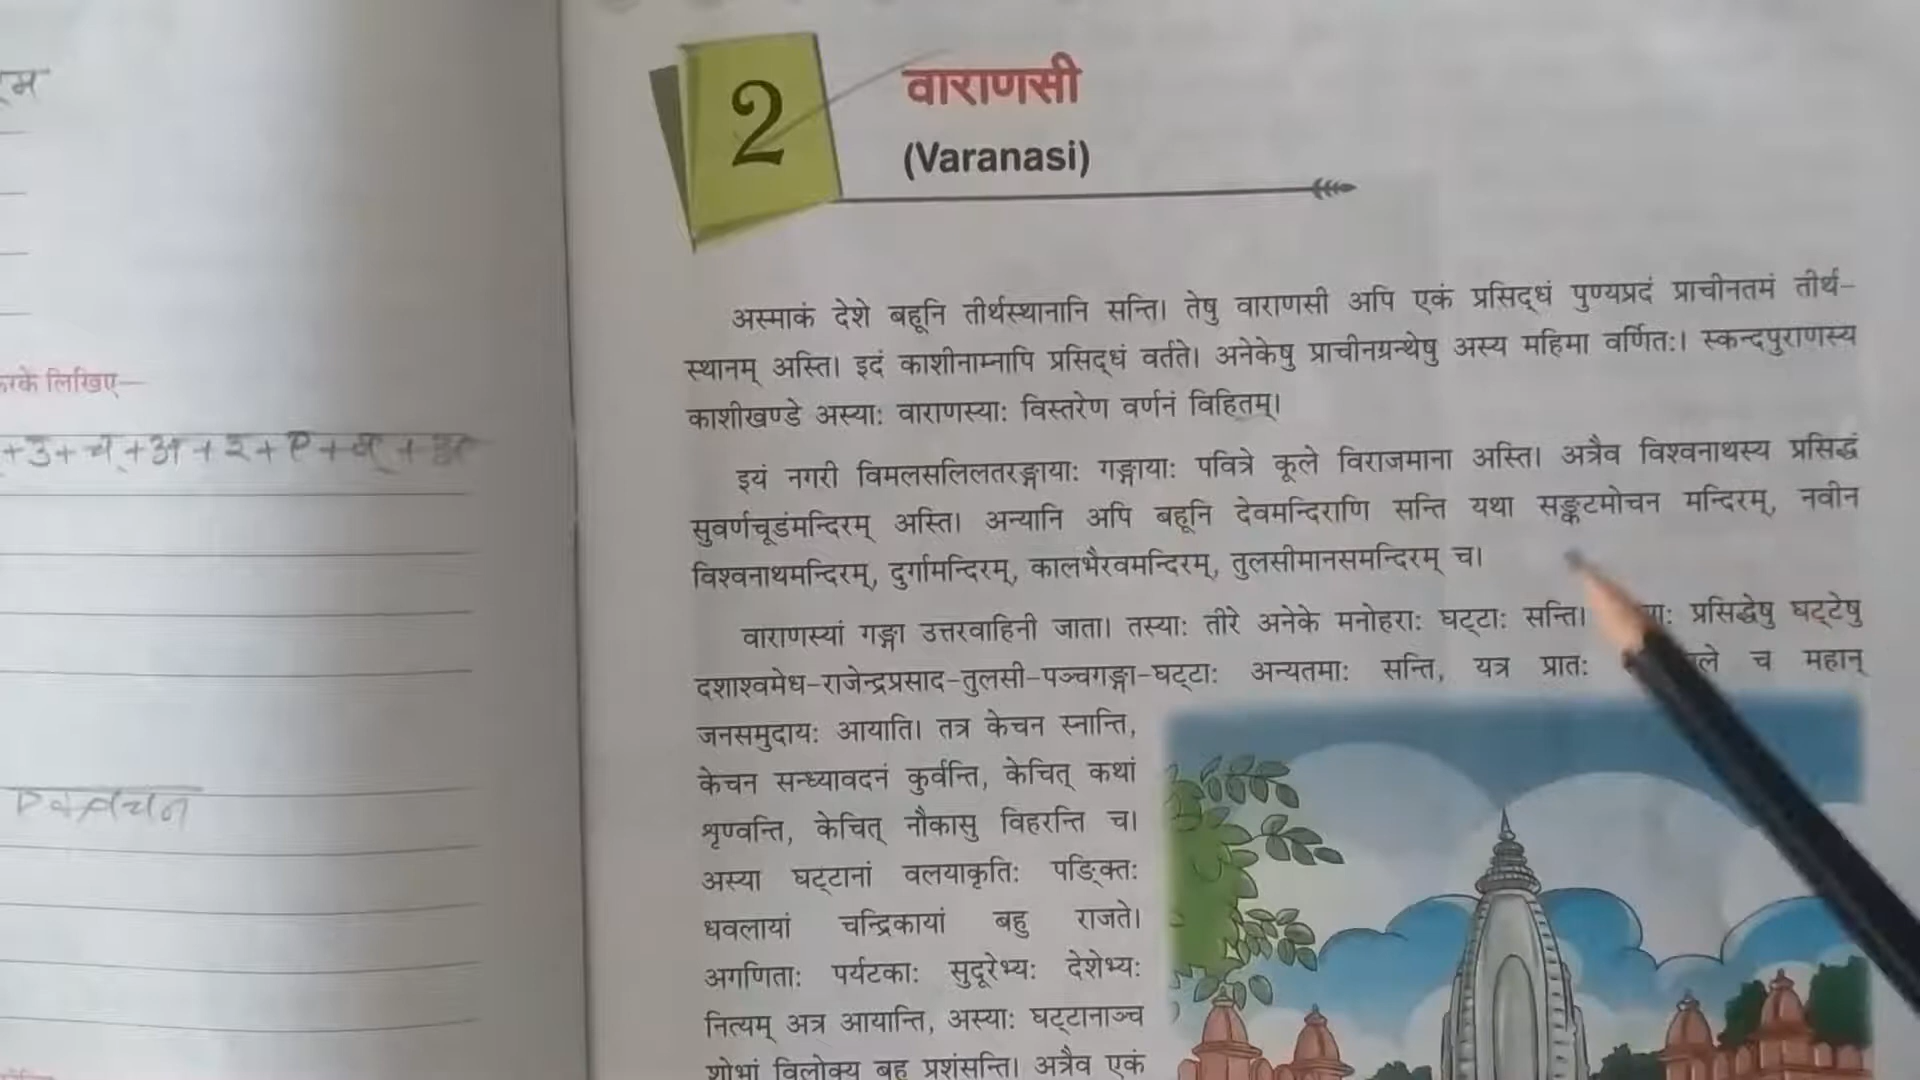 करके लिखिए—
2
वाराणसी
(Varanasi)
अस्माकं देशे बहूनि तीर्थस्थानानि सन्ति। तेषु वाराणसी अपि एकं प्रसिद्धं पुण्यप्रदं प्राचीनतमं तीर्थ-
स्थानम् अस्ति। इदं काशीनाम्नापि प्रसिद्धं वर्तते। अनेकेषु प्राचीनग्रन्थेषु अस्य महिमा वर्णितः। स्कन्दपुराणस्य
काशीखण्डे अस्याः वाराणस्याः विस्तरेण वर्णनं विहितम्।
इयं नगरी विमलसलिलतरङ्गायाः गङ्गायाः पवित्रे कूले विराजमाना अस्ति। अत्रैव विश्वनाथस्य प्रसिद्धं
सुवर्णचूडंमन्दिरम् अस्ति। अन्यानि अपि बहूनि देवमन्दिराणि सन्ति यथा सङ्कटमोचन मन्दिरम्, नवीन
विश्वनाथमन्दिरम्, दुर्गामन्दिरम्, कालभैरवमन्दिरम्, तुलसीमानसमन्दिरम् च।
वाराणस्यां गङ्गा उत्तरवाहिनी जाता। तस्याः तीरे अनेके मनोहराः घट्टाः सन्ति। प्रसिद्धेषु घट्टेषु
दशाश्वमेध-राजेन्द्रप्रसाद-तुलसी-पञ्चगङ्गा-घट्टाः अन्यतमाः सन्ति, यत्र प्रातः च महान्
जनसमुदायः आयाति। तत्र केचन स्नान्ति,
केचन सन्ध्यावदनं कुर्वन्ति, केचित् कथां
शृण्वन्ति, केचित् नौकासु विहरन्ति च।
अस्या घट्टानां वलयाकृतिः पङ्क्तिः
धवलायां चन्द्रिकायां बहु राजते।
अगणिताः पर्यटकाः सुदूरेभ्यः देशेभ्यः
नित्यम् अत्र आयान्ति, अस्याः घट्टानाञ्च
शोभां विलोक्य बहु प्रशंसन्ति। अत्रैव एकं